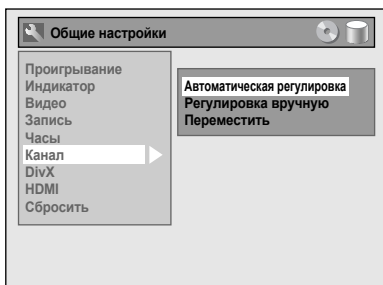 Общие настройки
Проигрывание
Индикатор
Видео
Запись
Часы
Канал
DivX
HDMI
Сбросить
Автоматическая регулировка
Регулировка вручную
Переместить